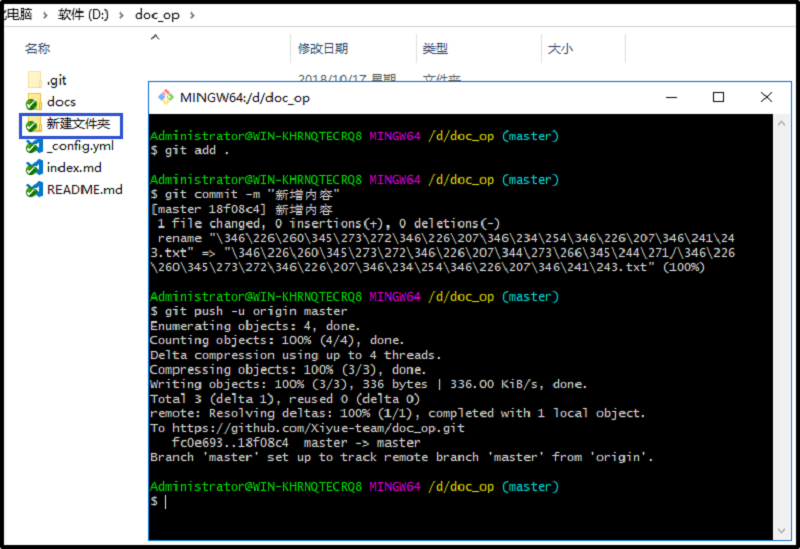 电脑 > 软件 (D:) > doc_op >
名称 修改日期 类型 大小
.git 2018/10/17 星期 文件夹
docs
新建文件夹
_config.yml
index.md
README.md
MINGW64:/d/doc_op
Administrator@WIN-KHRNQTECRQ8 MINGW64 /d/doc_op (master)
$ git add .
Administrator@WIN-KHRNQTECRQ8 MINGW64 /d/doc_op (master)
$ git commit -m "新增内容"
[master 18f08c4] 新增内容
1 file changed, 0 insertions(+), 0 deletions(-)
rename "\346\226\260\345\273\272\346\226\207\346\234\254\346\226\207\346\241\24
3.txt" => "\346\226\260\345\273\272\346\226\207\344\273\266\345\244\271/\346\226
\260\345\273\272\346\226\207\346\234\254\346\226\207\346\241\243.txt" (100%)
Administrator@WIN-KHRNQTECRQ8 MINGW64 /d/doc_op (master)
$ git push -u origin master
Enumerating objects: 4, done.
Counting objects: 100% (4/4), done.
Delta compression using up to 4 threads.
Compressing objects: 100% (3/3), done.
Writing objects: 100% (3/3), 336 bytes | 336.00 KiB/s, done.
Total 3 (delta 1), reused 0 (delta 0)
remote: Resolving deltas: 100% (1/1), completed with 1 local object.
To https://github.com/Xiyue-team/doc_op.git
fc0e693..18f08c4 master -> master
Branch 'master' set up to track remote branch 'master' from 'origin'.
Administrator@WIN-KHRNQTECRQ8 MINGW64 /d/doc_op (master)
$